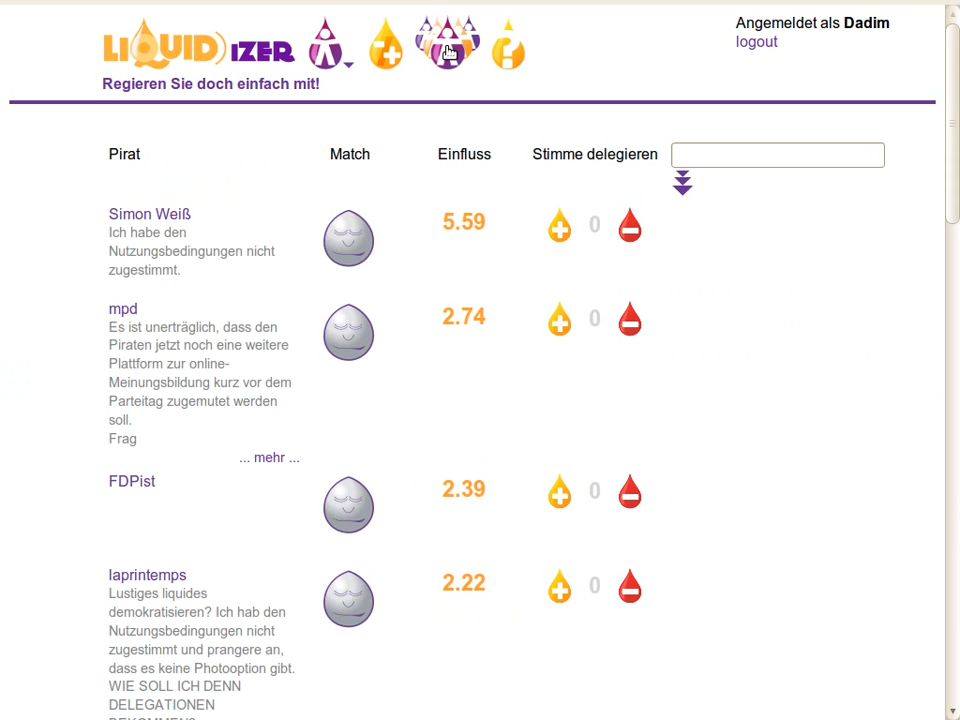 LIQUIDIZER
Angemeldet als Dadim
logout
Regieren Sie doch einfach mit!
Pirat Match Einfluss Stimme delegieren
Simon Weiß 5.59 0
Ich habe den
Nutzungsbedingungen nicht
zugestimmt.
mpd 2.74 0
Es ist unerträglich, dass den
Piraten jetzt noch eine weitere
Plattform zur online-
Meinungsbildung kurz vor dem
Parteitag zugemutet werden
soll.
Frag
... mehr ...
FDPist 2.39 0
laprintemps 2.22 0
Lustiges liquides
demokratisieren? Ich hab den
Nutzungsbedingungen nicht
zugestimmt und prangere an,
dass es keine Photooption gibt.
WIE SOLL ICH DENN
DELEGATIONEN
BEKOMMEN?